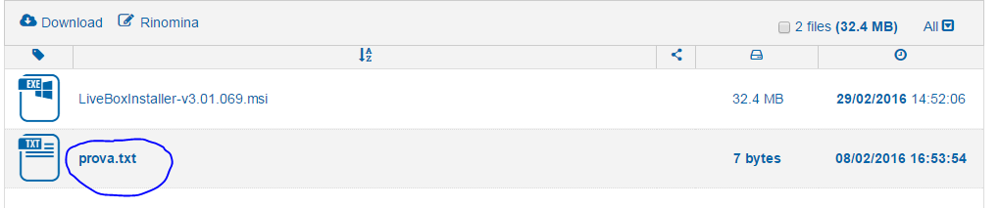 Download Rinomina 2 files (32.4 MB) All
A Z
EXE
LiveBoxInstaller-v3.01.069.msi 32.4 MB 29/02/2016 14:52:06
TXT
prova.txt 7 bytes 08/02/2016 16:53:54